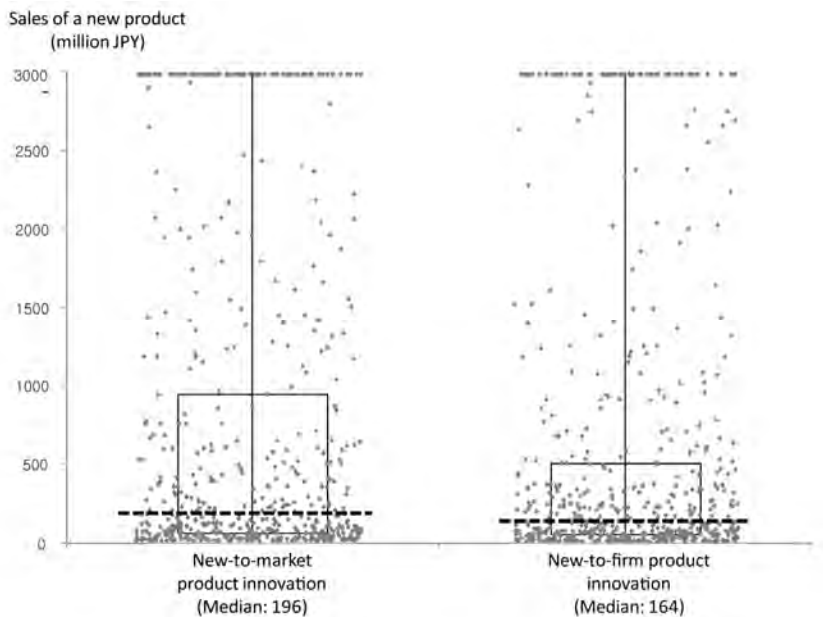 Sales of a new product
(million JPY)
3000
2500
2000
1500
1000
500
0
New-to-market
product innovation
(Median: 196)
New-to-firm product
innovation
(Median: 164)